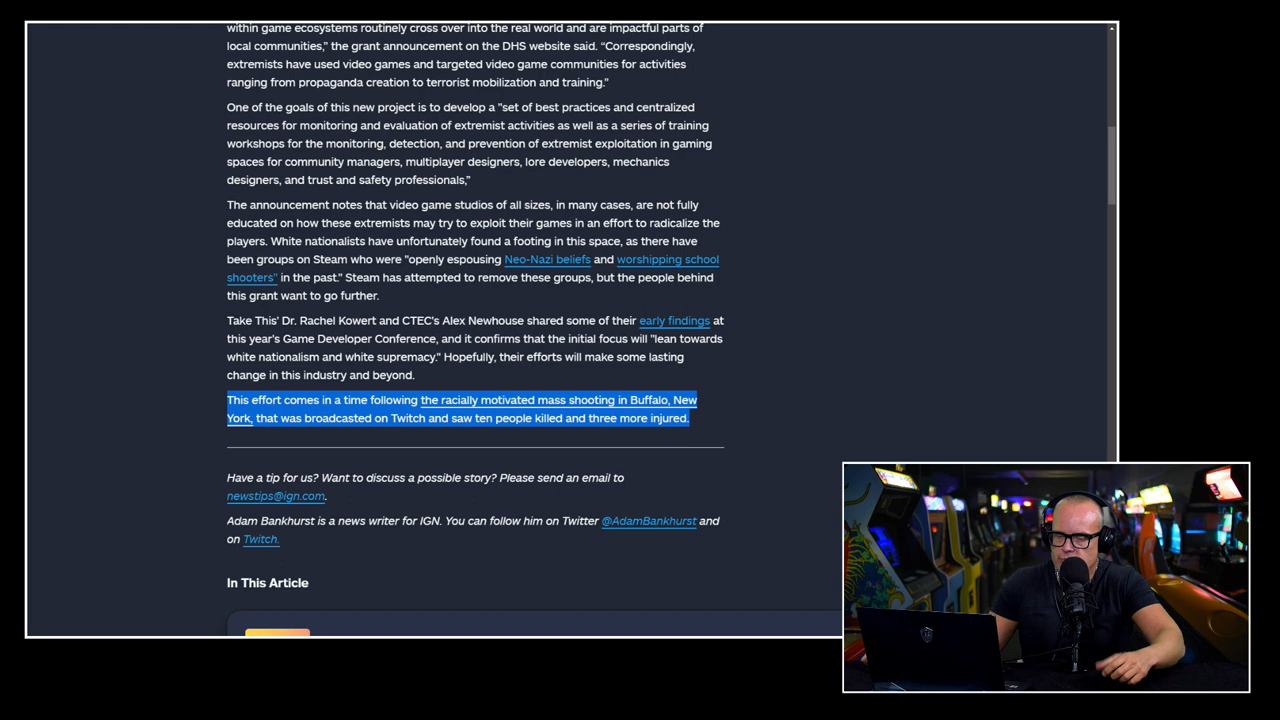 within game ecosystems routinely cross over into the real world and are impactful parts of
local communities,” the grant announcement on the DHS website said. “Correspondingly,
extremists have used video games and targeted video game communities for activities
ranging from propaganda creation to terrorist mobilization and training.”
One of the goals of this new project is to develop a "set of best practices and centralized
resources for monitoring and evaluation of extremist activities as well as a series of training
workshops for the monitoring, detection, and prevention of extremist exploitation in gaming
spaces for community managers, multiplayer designers, lore developers, mechanics
designers, and trust and safety professionals,”
The announcement notes that video game studios of all sizes, in many cases, are not fully
educated on how these extremists may try to exploit their games in an effort to radicalize the
players. White nationalists have unfortunately found a footing in this space, as there have
been groups on Steam who were "openly espousing Neo-Nazi beliefs and worshipping school
shooters" in the past." Steam has attempted to remove these groups, but the people behind
this grant want to go further.
Take This' Dr. Rachel Kowert and CTEC's Alex Newhouse shared some of their early findings at
this year's Game Developer Conference, and it confirms that the initial focus will "lean towards
white nationalism and white supremacy." Hopefully, their efforts will make some lasting
change in this industry and beyond.
This effort comes in a time following the racially motivated mass shooting in Buffalo, New
York, that was broadcasted on Twitch and saw ten people killed and three more injured.
Have a tip for us? Want to discuss a possible story? Please send an email to
newstips@ign.com.
Adam Bankhurst is a news writer for IGN. You can follow him on Twitter @AdamBankhurst and
on Twitch.
In This Article